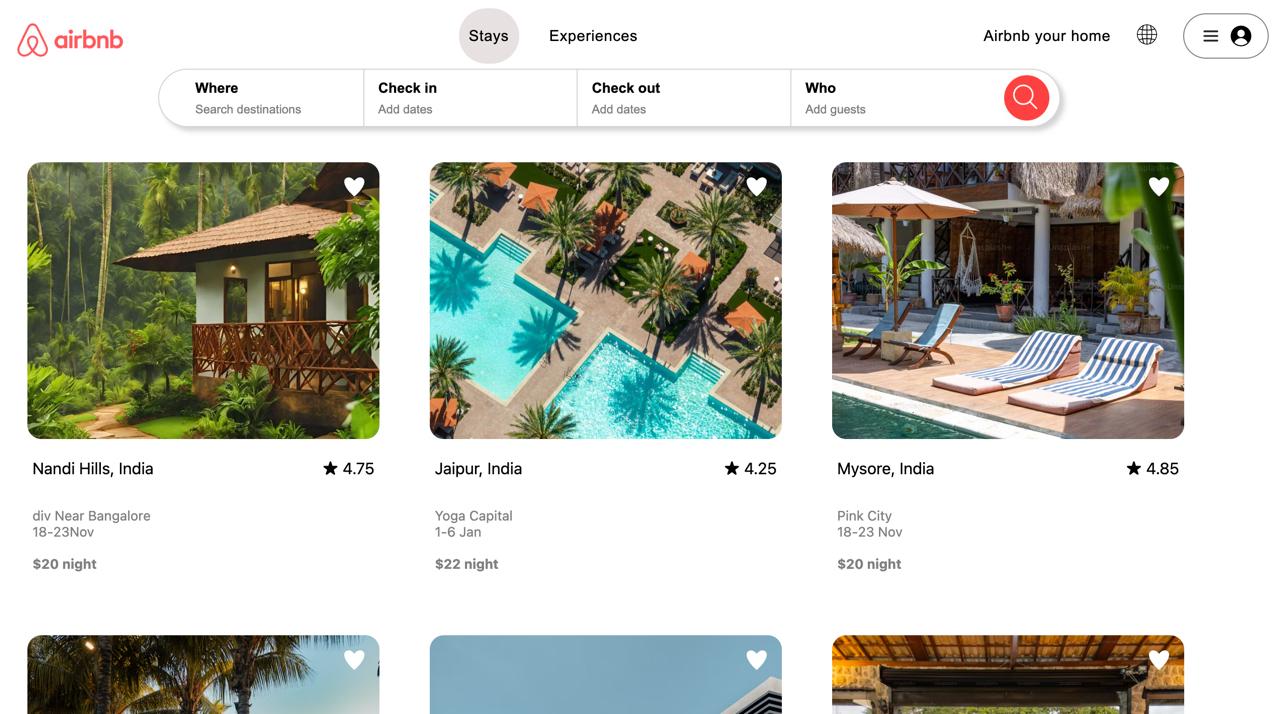 airbnb
Stays
Experiences
Airbnb your home
Where
Search destinations
Check in
Add dates
Check out
Add dates
Who
Add guests
Nandi Hills, India
4.75
div Near Bangalore
18-23Nov
$20 night
Jaipur, India
4.25
Yoga Capital
1-6 Jan
$22 night
Mysore, India
4.85
Pink City
18-23 Nov
$20 night